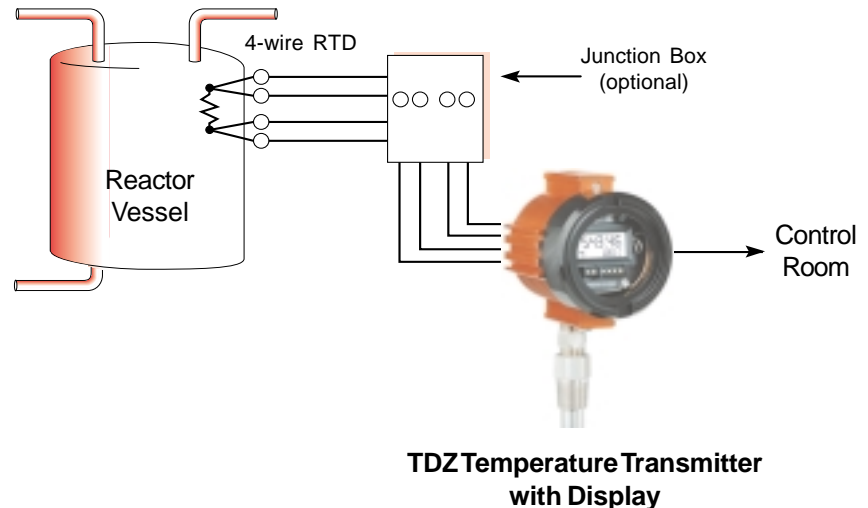 4-wire RTD
Junction Box
(optional)
Reactor
Vessel
Control
Room
TDZ Temperature Transmitter
with Display